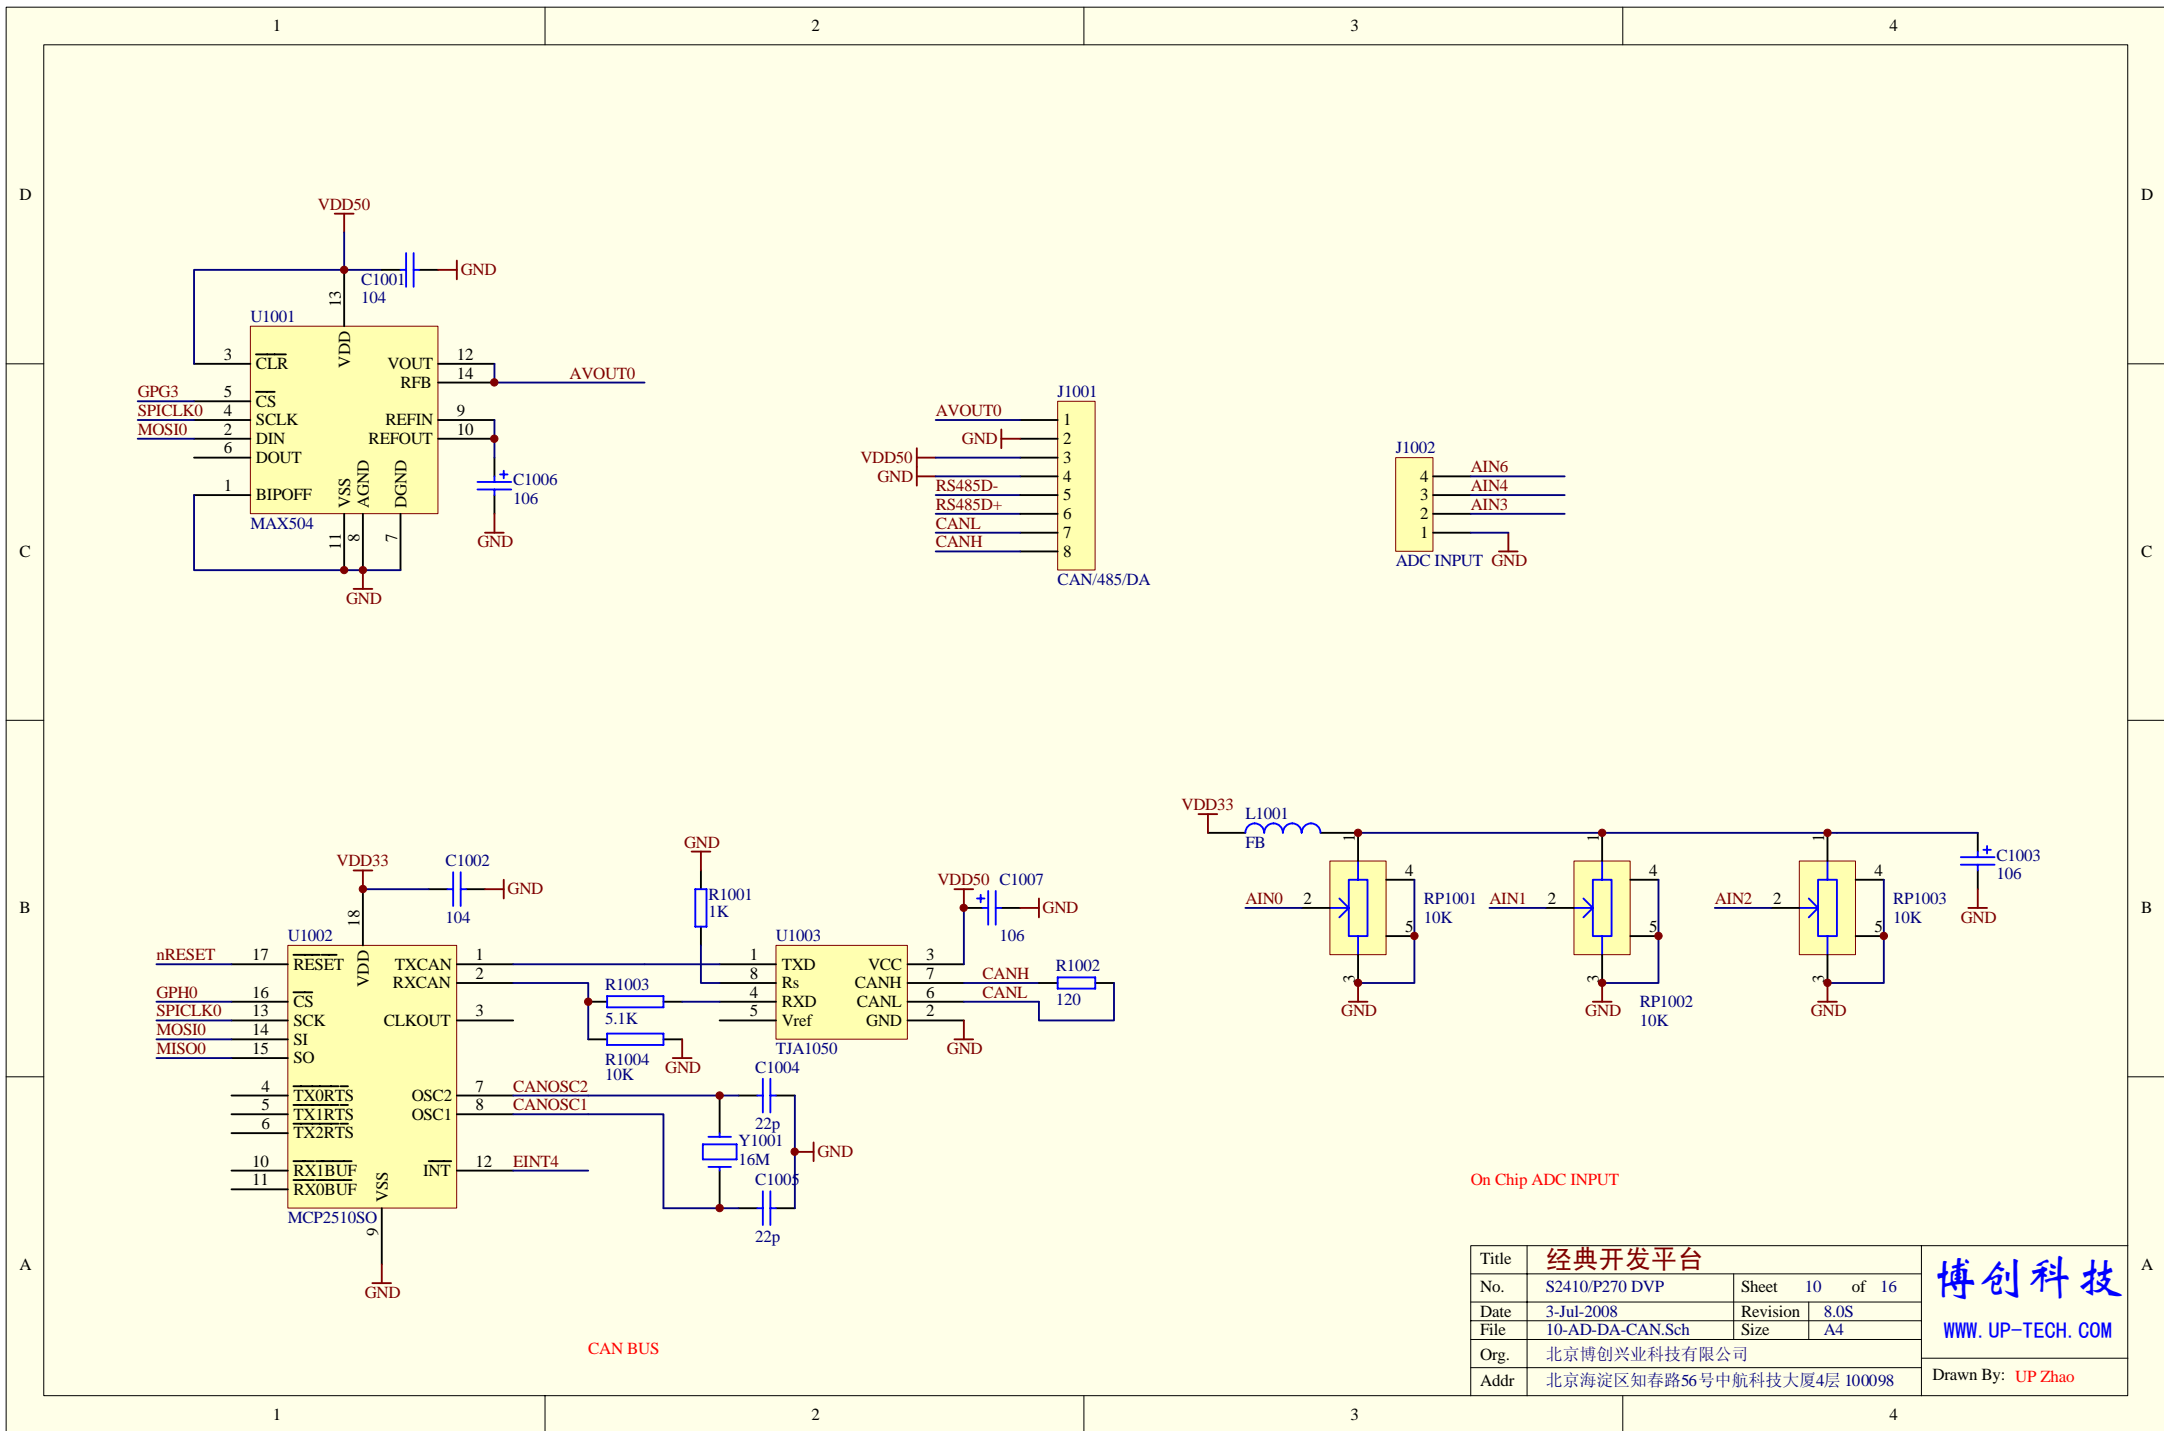 1 2 3 4
D D
C C
B B
A A
VDD50
C1001
104
GND
13
U1001
VDD
3 CLR
GPG3 5 CS
SPICLK0 4 SCLK
MOSI0 2 DIN
6 DOUT
1 BIPOFF
VOUT 12
RFB 14
AVOUT0
REFIN 9
REFOUT 10
VSS AGND DGND
11 8 7
MAX504
GND
+ C1006
106
GND
J1001
AVOUT0 1
GND 2
VDD50 3
GND 4
RS485D- 5
RS485D+ 6
CANL 7
CANH 8
CAN/485/DA
J1002
4 AIN6
3 AIN4
2 AIN3
1
ADC INPUT GND
VDD33
C1002
104
GND
18
U1002
VDD
nRESET 17 RESET
GPH0 16 CS
SPICLK0 13 SCK
MOSI0 14 SI
MISO0 15 SO
4 TX0RTS
5 TX1RTS
6 TX2RTS
10 RX1BUF
11 RX0BUF
TXCAN 1
RXCAN 2
CLKOUT 3
OSC2 7 CANOSC2
OSC1 8 CANOSC1
INT 12 EINT4
VSS
9
MCP2510SO
GND
GND
R1001
1K
R1003
5.1K
R1004
10K
GND
U1003
1 TXD
8 Rs
4 RXD
5 Vref
VCC 3
CANH 7
CANL 6
GND 2
TJA1050
VDD50
+ C1007
106
GND
CANH
CANL
R1002
120
GND
C1004
22p
Y1001
16M
GND
C1005
22p
CAN BUS
VDD33
L1001
FB
AIN0 2
1
4
5
3
RP1001
10K
GND
AIN1 2
1
4
5
3
RP1002
10K
GND
AIN2 2
1
4
5
3
RP1003
10K
GND
+ C1003
106
GND
On Chip ADC INPUT
Title 经典开发平台
No. S2410/P270 DVP Sheet 10 of 16
Date 3-Jul-2008 Revision 8.0S
File 10-AD-DA-CAN.Sch Size A4
Org. 北京博创兴业科技有限公司
Addr 北京海淀区知春路56号中航科技大厦4层 100098
博创科技
WWW.UP-TECH.COM
Drawn By: UP Zhao
1 2 3 4